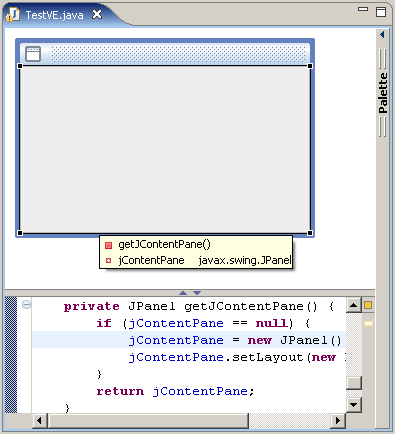 TestVE.java
Palette
getJContentPane()
jContentPane javax.swing.JPanel
private JPanel getJContentPane() {
if (jContentPane == null) {
jContentPane = new JPanel()
jContentPane.setLayout(new
}
return jContentPane;
}